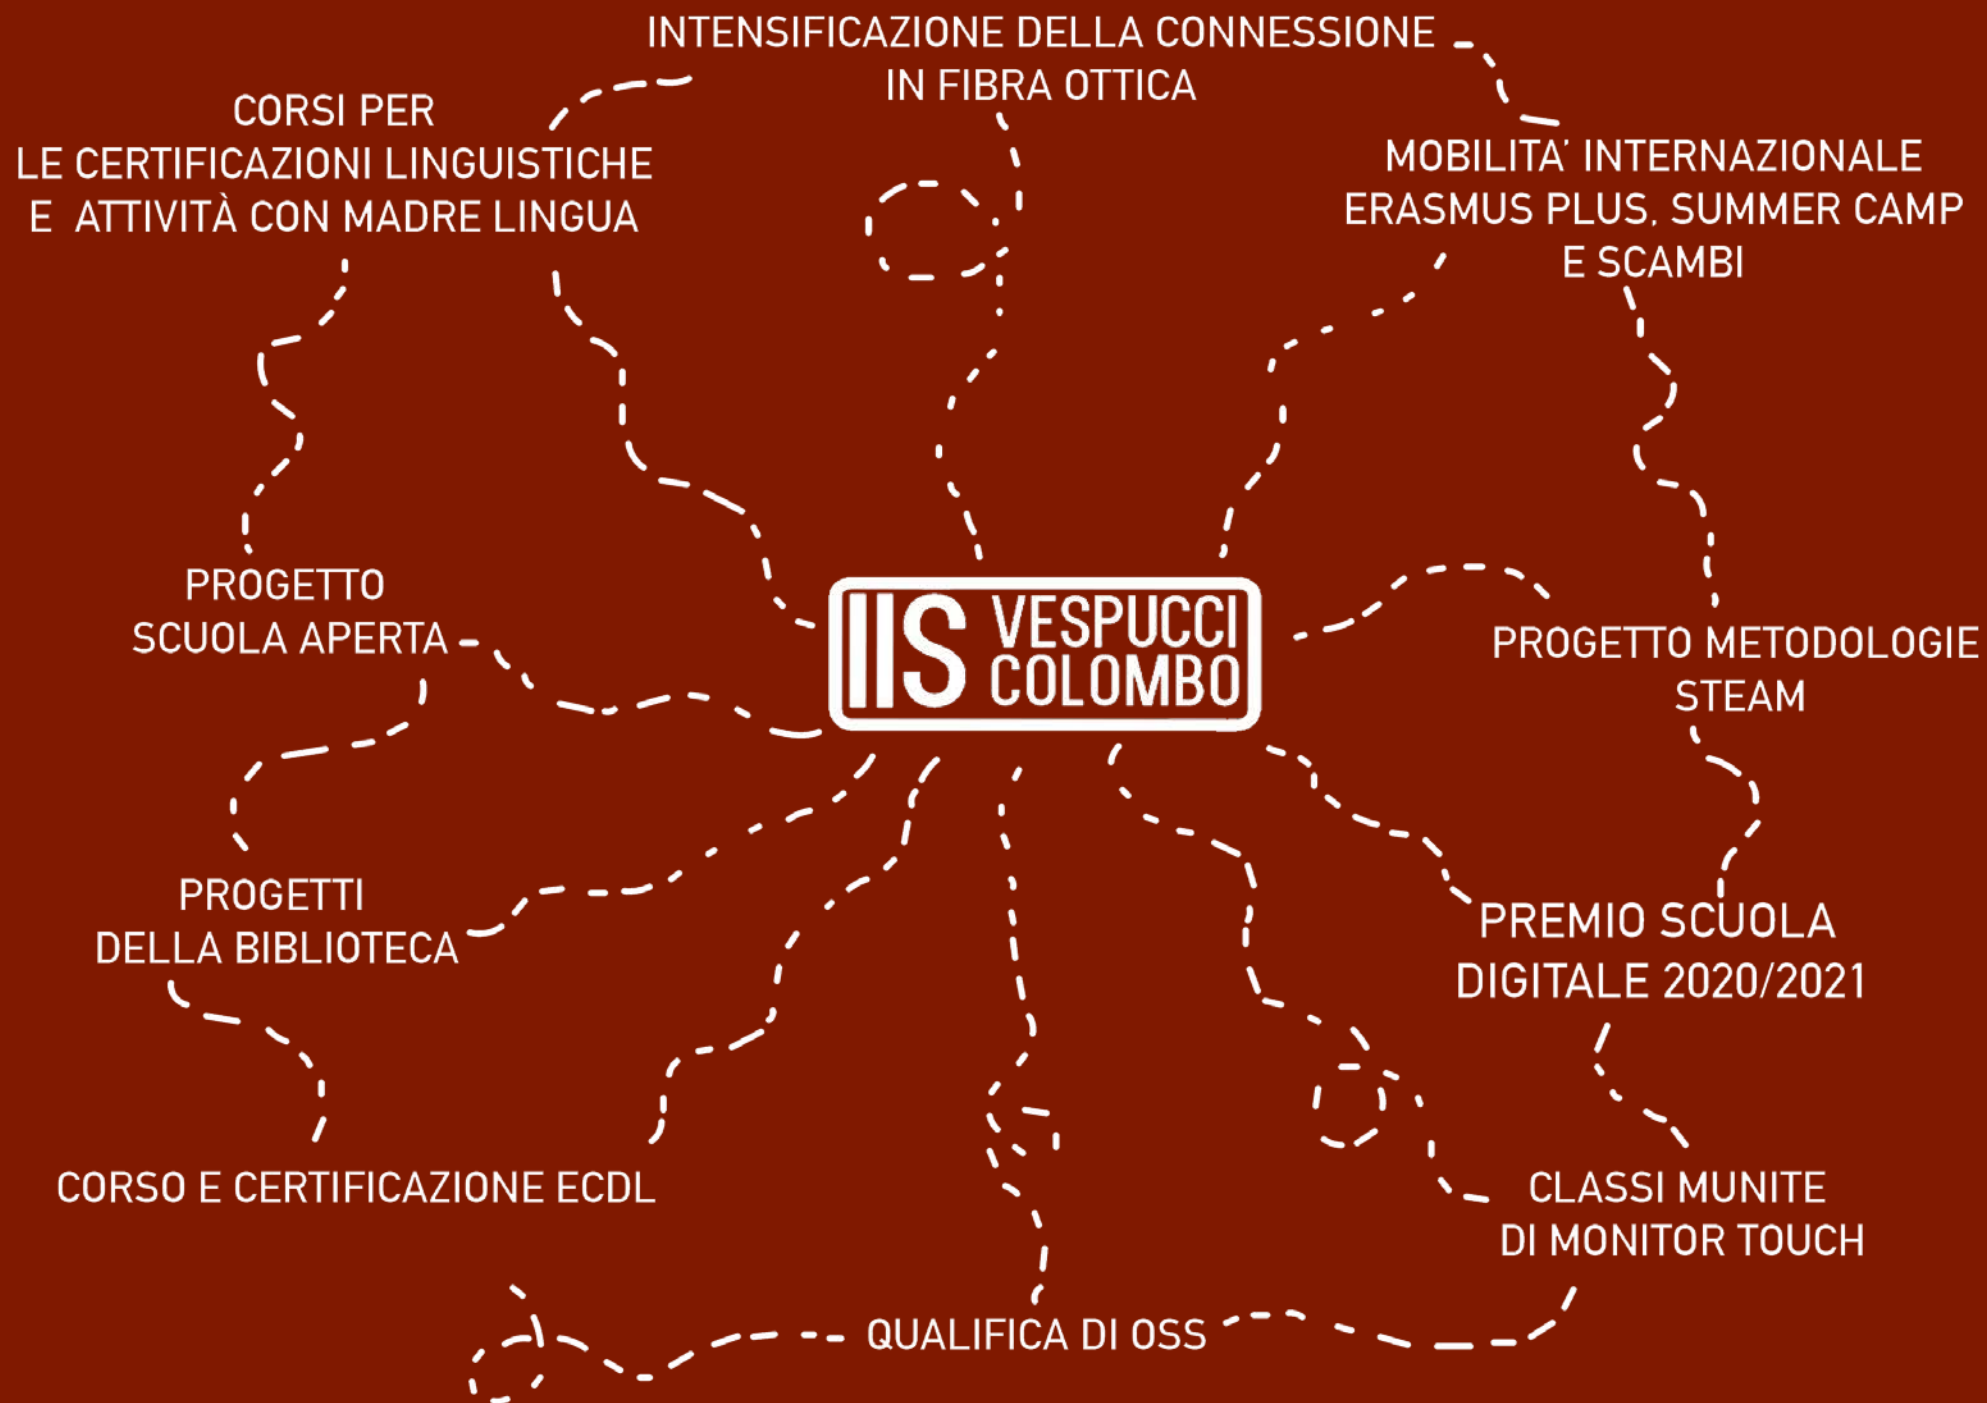 INTENSIFICAZIONE DELLA CONNESSIONE
IN FIBRA OTTICA
CORSI PER
LE CERTIFICAZIONI LINGUISTICHE
E ATTIVITÀ CON MADRE LINGUA
MOBILITA' INTERNAZIONALE
ERASMUS PLUS, SUMMER CAMP
E SCAMBI
PROGETTO
SCUOLA APERTA
IIS VESPUCCI
COLOMBO
PROGETTO METODOLOGIE
STEAM
PROGETTI
DELLA BIBLIOTECA
PREMIO SCUOLA
DIGITALE 2020/2021
CORSO E CERTIFICAZIONE ECDL
CLASSI MUNITE
DI MONITOR TOUCH
QUALIFICA DI OSS